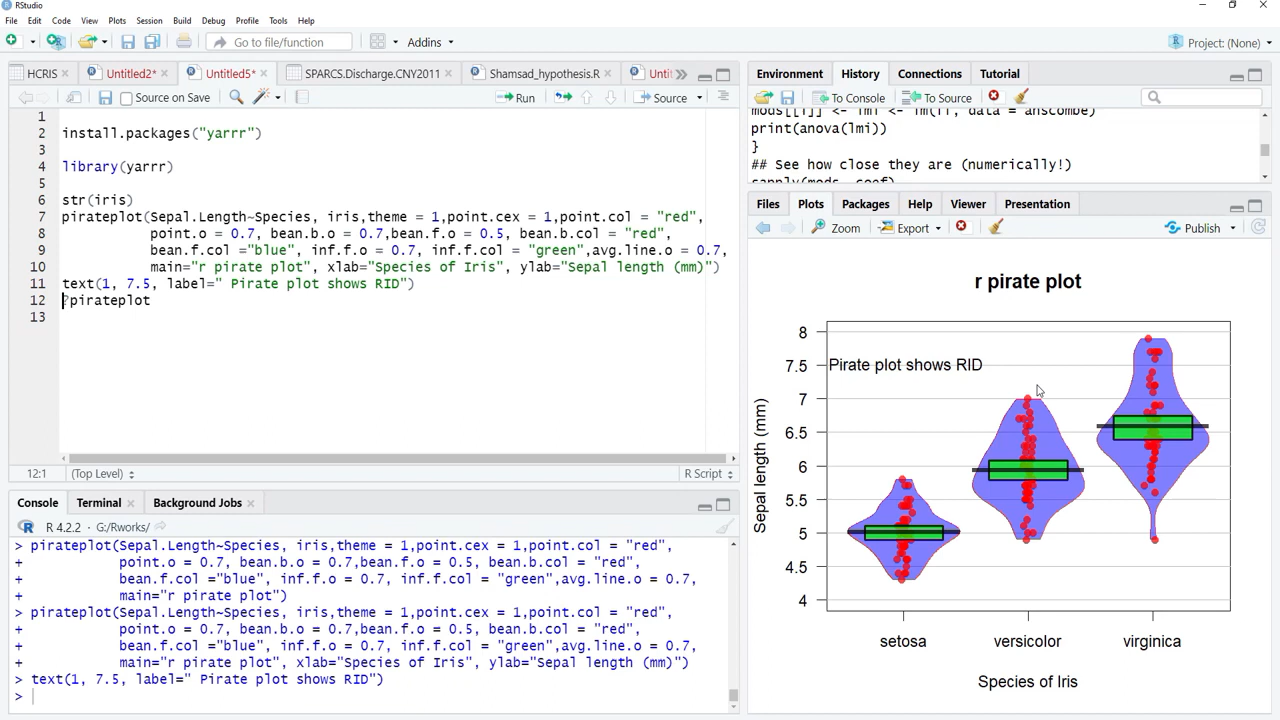 RStudio
File Edit Code View Plots Session Build Debug Profile Tools Help
Go to file/function Addins Project: (None)
HCRIS Untitled2* Untitled5* SPARCS.Discharge.CNY2011 Shamsad_hypothesis.R Unti
Source on Save Run Source
1
2 install.packages("yarrr")
3
4 library(yarrr)
5
6 str(iris)
7 pirateplot(Sepal.Length~Species, iris,theme = 1,point.cex = 1,point.col = "red",
8 point.o = 0.7, bean.b.o = 0.7,bean.f.o = 0.5, bean.b.col = "red",
9 bean.f.col ="blue", inf.f.o = 0.7, inf.f.col = "green",avg.line.o = 0.7,
10 main="r pirate plot", xlab="Species of Iris", ylab="Sepal length (mm)")
11 text(1, 7.5, label=" Pirate plot shows RID")
12 ?pirateplot
13
12:1 (Top Level) R Script
Console Terminal Background Jobs
R 4.2.2 · G:/Rworks/
> pirateplot(Sepal.Length~Species, iris,theme = 1,point.cex = 1,point.col = "red",
+ point.o = 0.7, bean.b.o = 0.7,bean.f.o = 0.5, bean.b.col = "red",
+ bean.f.col ="blue", inf.f.o = 0.7, inf.f.col = "green",avg.line.o = 0.7,
+ main="r pirate plot")
> pirateplot(Sepal.Length~Species, iris,theme = 1,point.cex = 1,point.col = "red",
+ point.o = 0.7, bean.b.o = 0.7,bean.f.o = 0.5, bean.b.col = "red",
+ bean.f.col ="blue", inf.f.o = 0.7, inf.f.col = "green",avg.line.o = 0.7,
+ main="r pirate plot", xlab="Species of Iris", ylab="Sepal length (mm)")
> text(1, 7.5, label=" Pirate plot shows RID")
>
Environment History Connections Tutorial
To Console To Source
mods[[i]] <- lmi <- lm(ff, data = anscombe)
print(anova(lmi))
}
## See how close they are (numerically!)
sapply(mods, coef)
Files Plots Packages Help Viewer Presentation
Zoom Export Publish
r pirate plot
Pirate plot shows RID
Sepal length (mm)
8
7.5
7
6.5
6
5.5
5
4.5
4
setosa versicolor virginica
Species of Iris